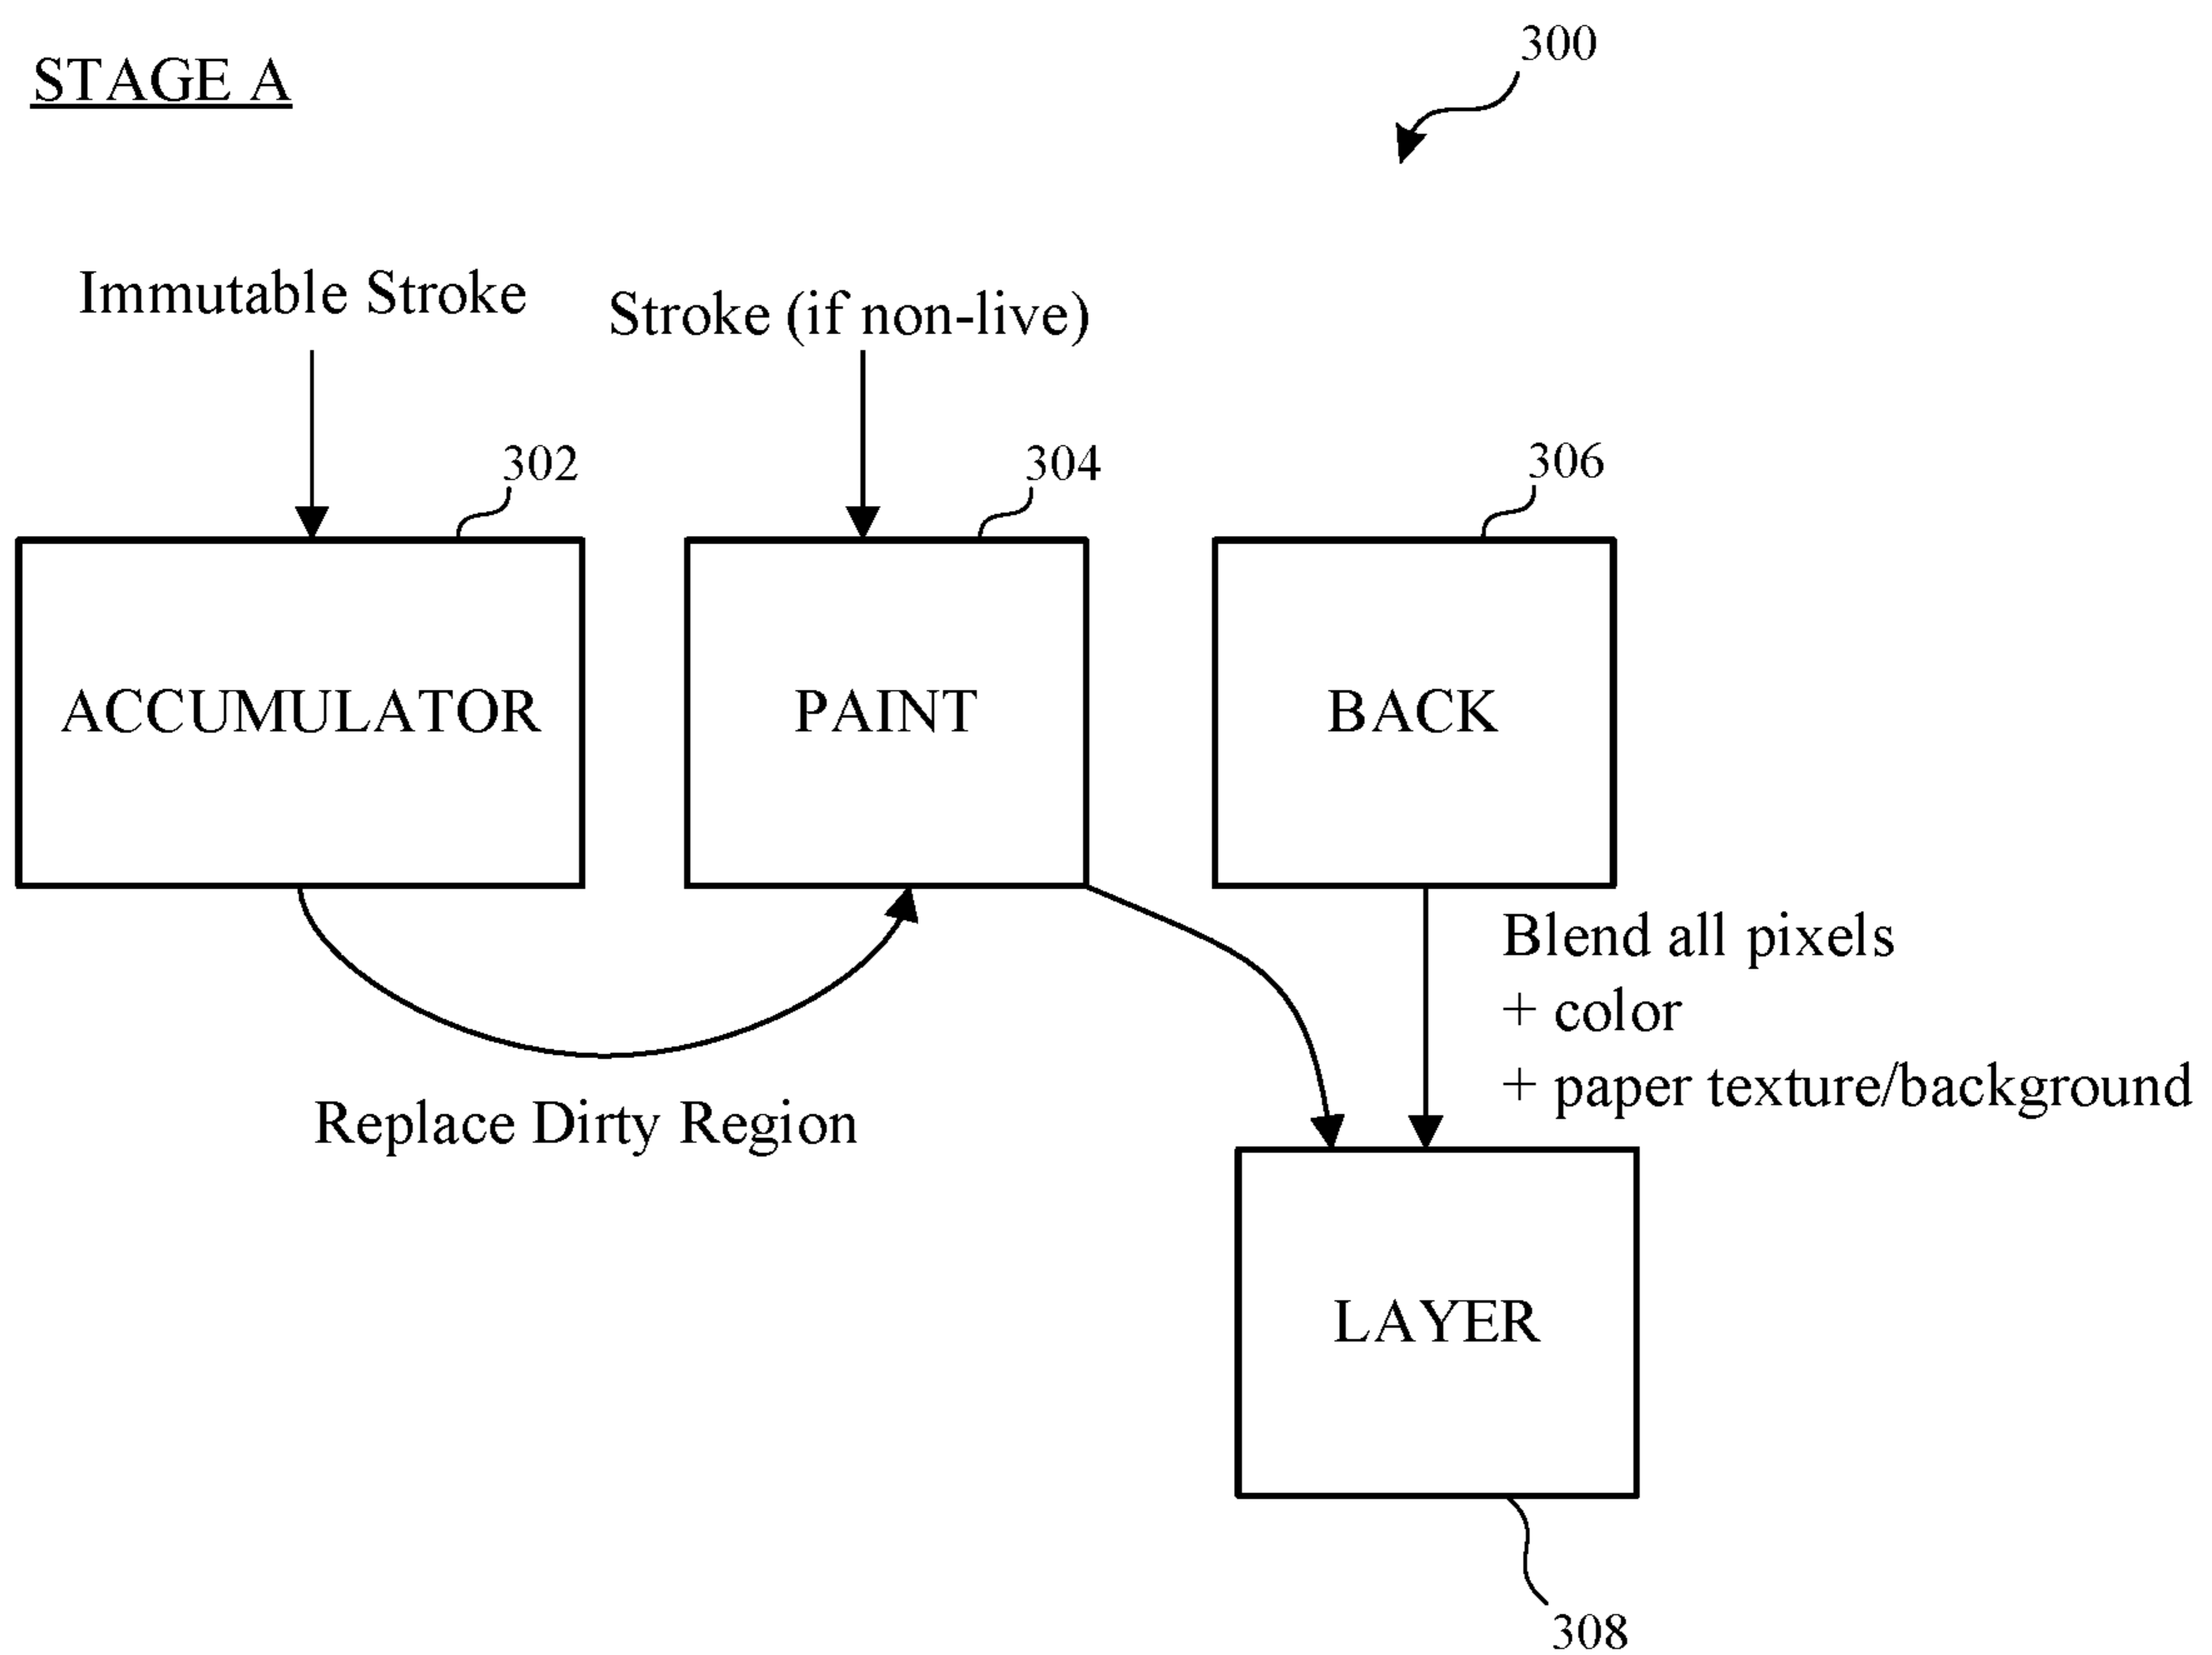 STAGE A
300
Immutable Stroke
Stroke (if non-live)
302
304
306
ACCUMULATOR
PAINT
BACK
Blend all pixels
+ color
+ paper texture/background
Replace Dirty Region
LAYER
308